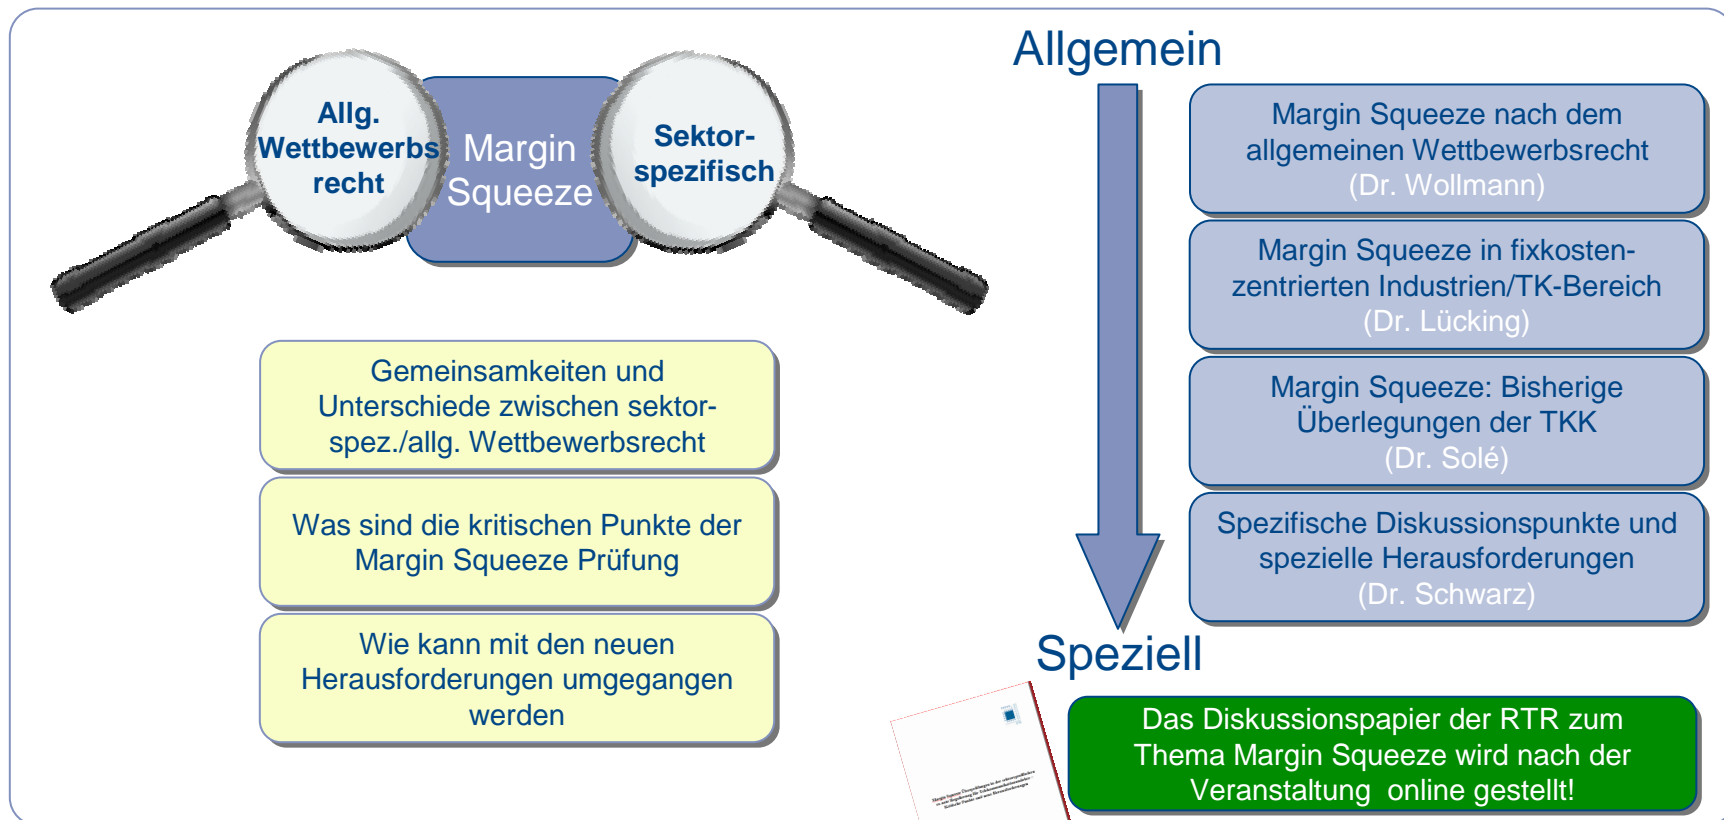 Allg.
Wettbewerbs
recht
Margin
Squeeze
Sektor-
spezifisch
Gemeinsamkeiten und
Unterschiede zwischen sektor-
spez./allg. Wettbewerbsrecht
Was sind die kritischen Punkte der
Margin Squeeze Prüfung
Wie kann mit den neuen
Herausforderungen umgegangen
werden
Allgemein
Margin Squeeze nach dem
allgemeinen Wettbewerbsrecht
(Dr. Wollmann)
Margin Squeeze in fixkosten-
zentrierten Industrien/TK-Bereich
(Dr. Lücking)
Margin Squeeze: Bisherige
Überlegungen der TKK
(Dr. Solé)
Spezifische Diskussionspunkte und
spezielle Herausforderungen
(Dr. Schwarz)
Speziell
Das Diskussionspapier der RTR zum
Thema Margin Squeeze wird nach der
Veranstaltung online gestellt!